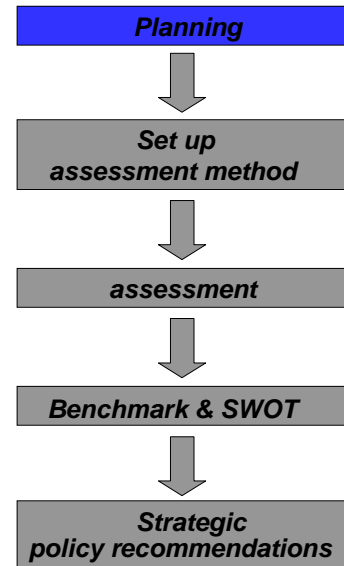 Planning
Set up
assessment method
assessment
Benchmark & SWOT
Strategic
policy recommendations